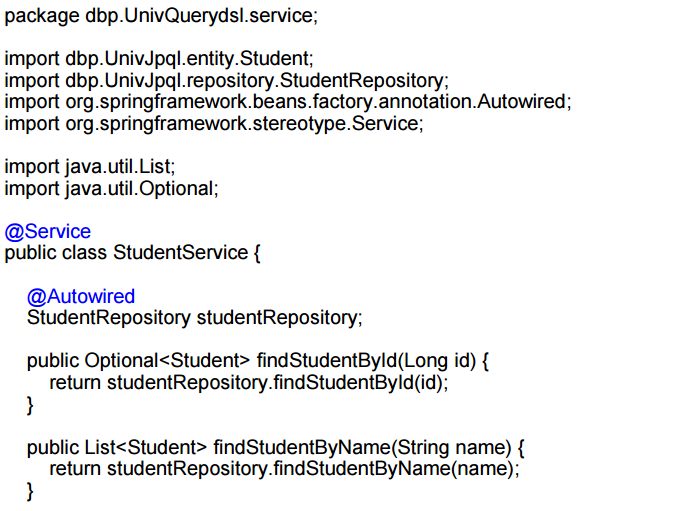 package dbp.UnivQuerydsl.service;
import dbp.UnivJpql.entity.Student;
import dbp.UnivJpql.repository.StudentRepository;
import org.springframework.beans.factory.annotation.Autowired;
import org.springframework.stereotype.Service;
import java.util.List;
import java.util.Optional;
@Service
public class StudentService {
@Autowired
StudentRepository studentRepository;
public Optional<Student> findStudentById(Long id) {
return studentRepository.findStudentById(id);
}
public List<Student> findStudentByName(String name) {
return studentRepository.findStudentByName(name);
}